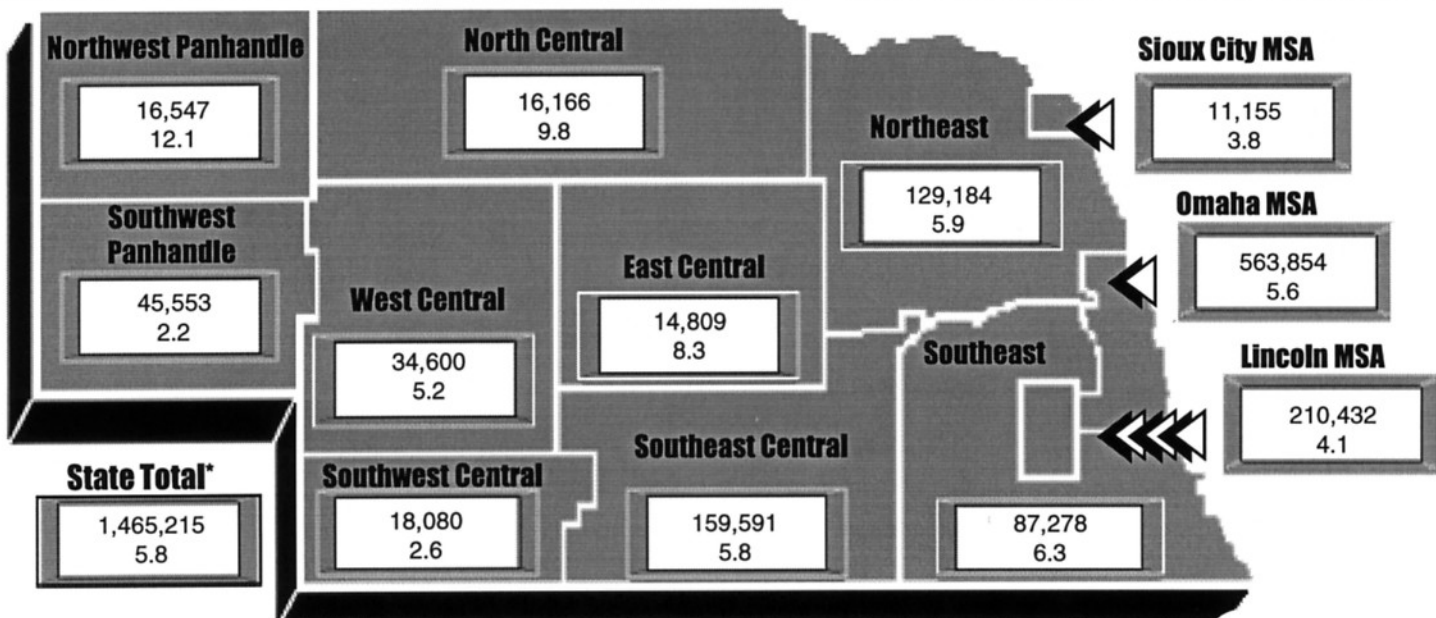 Northwest Panhandle
16,547
12.1
North Central
16,166
9.8
Sioux City MSA
11,155
3.8
Northeast
129,184
5.9
Southwest
Panhandle
45,553
2.2
Omaha MSA
563,854
5.6
West Central
34,600
5.2
East Central
14,809
8.3
Southeast
87,278
6.3
Lincoln MSA
210,432
4.1
State Total*
1,465,215
5.8
Southwest Central
18,080
2.6
Southeast Central
159,591
5.8